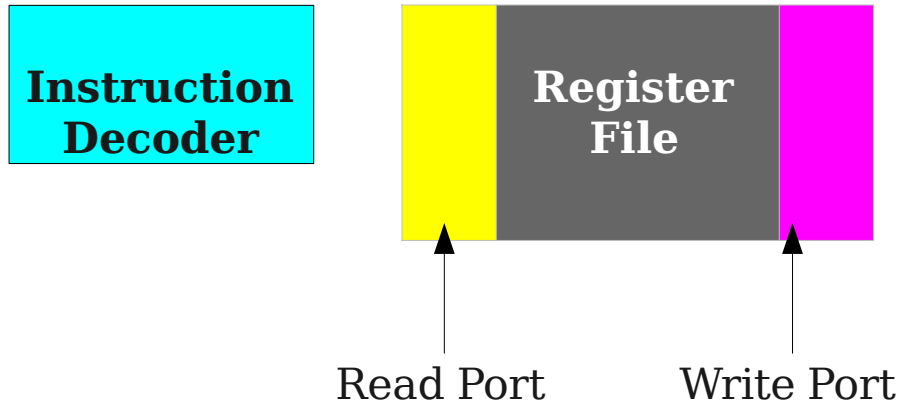 Instruction
Decoder
Register
File
Read Port
Write Port